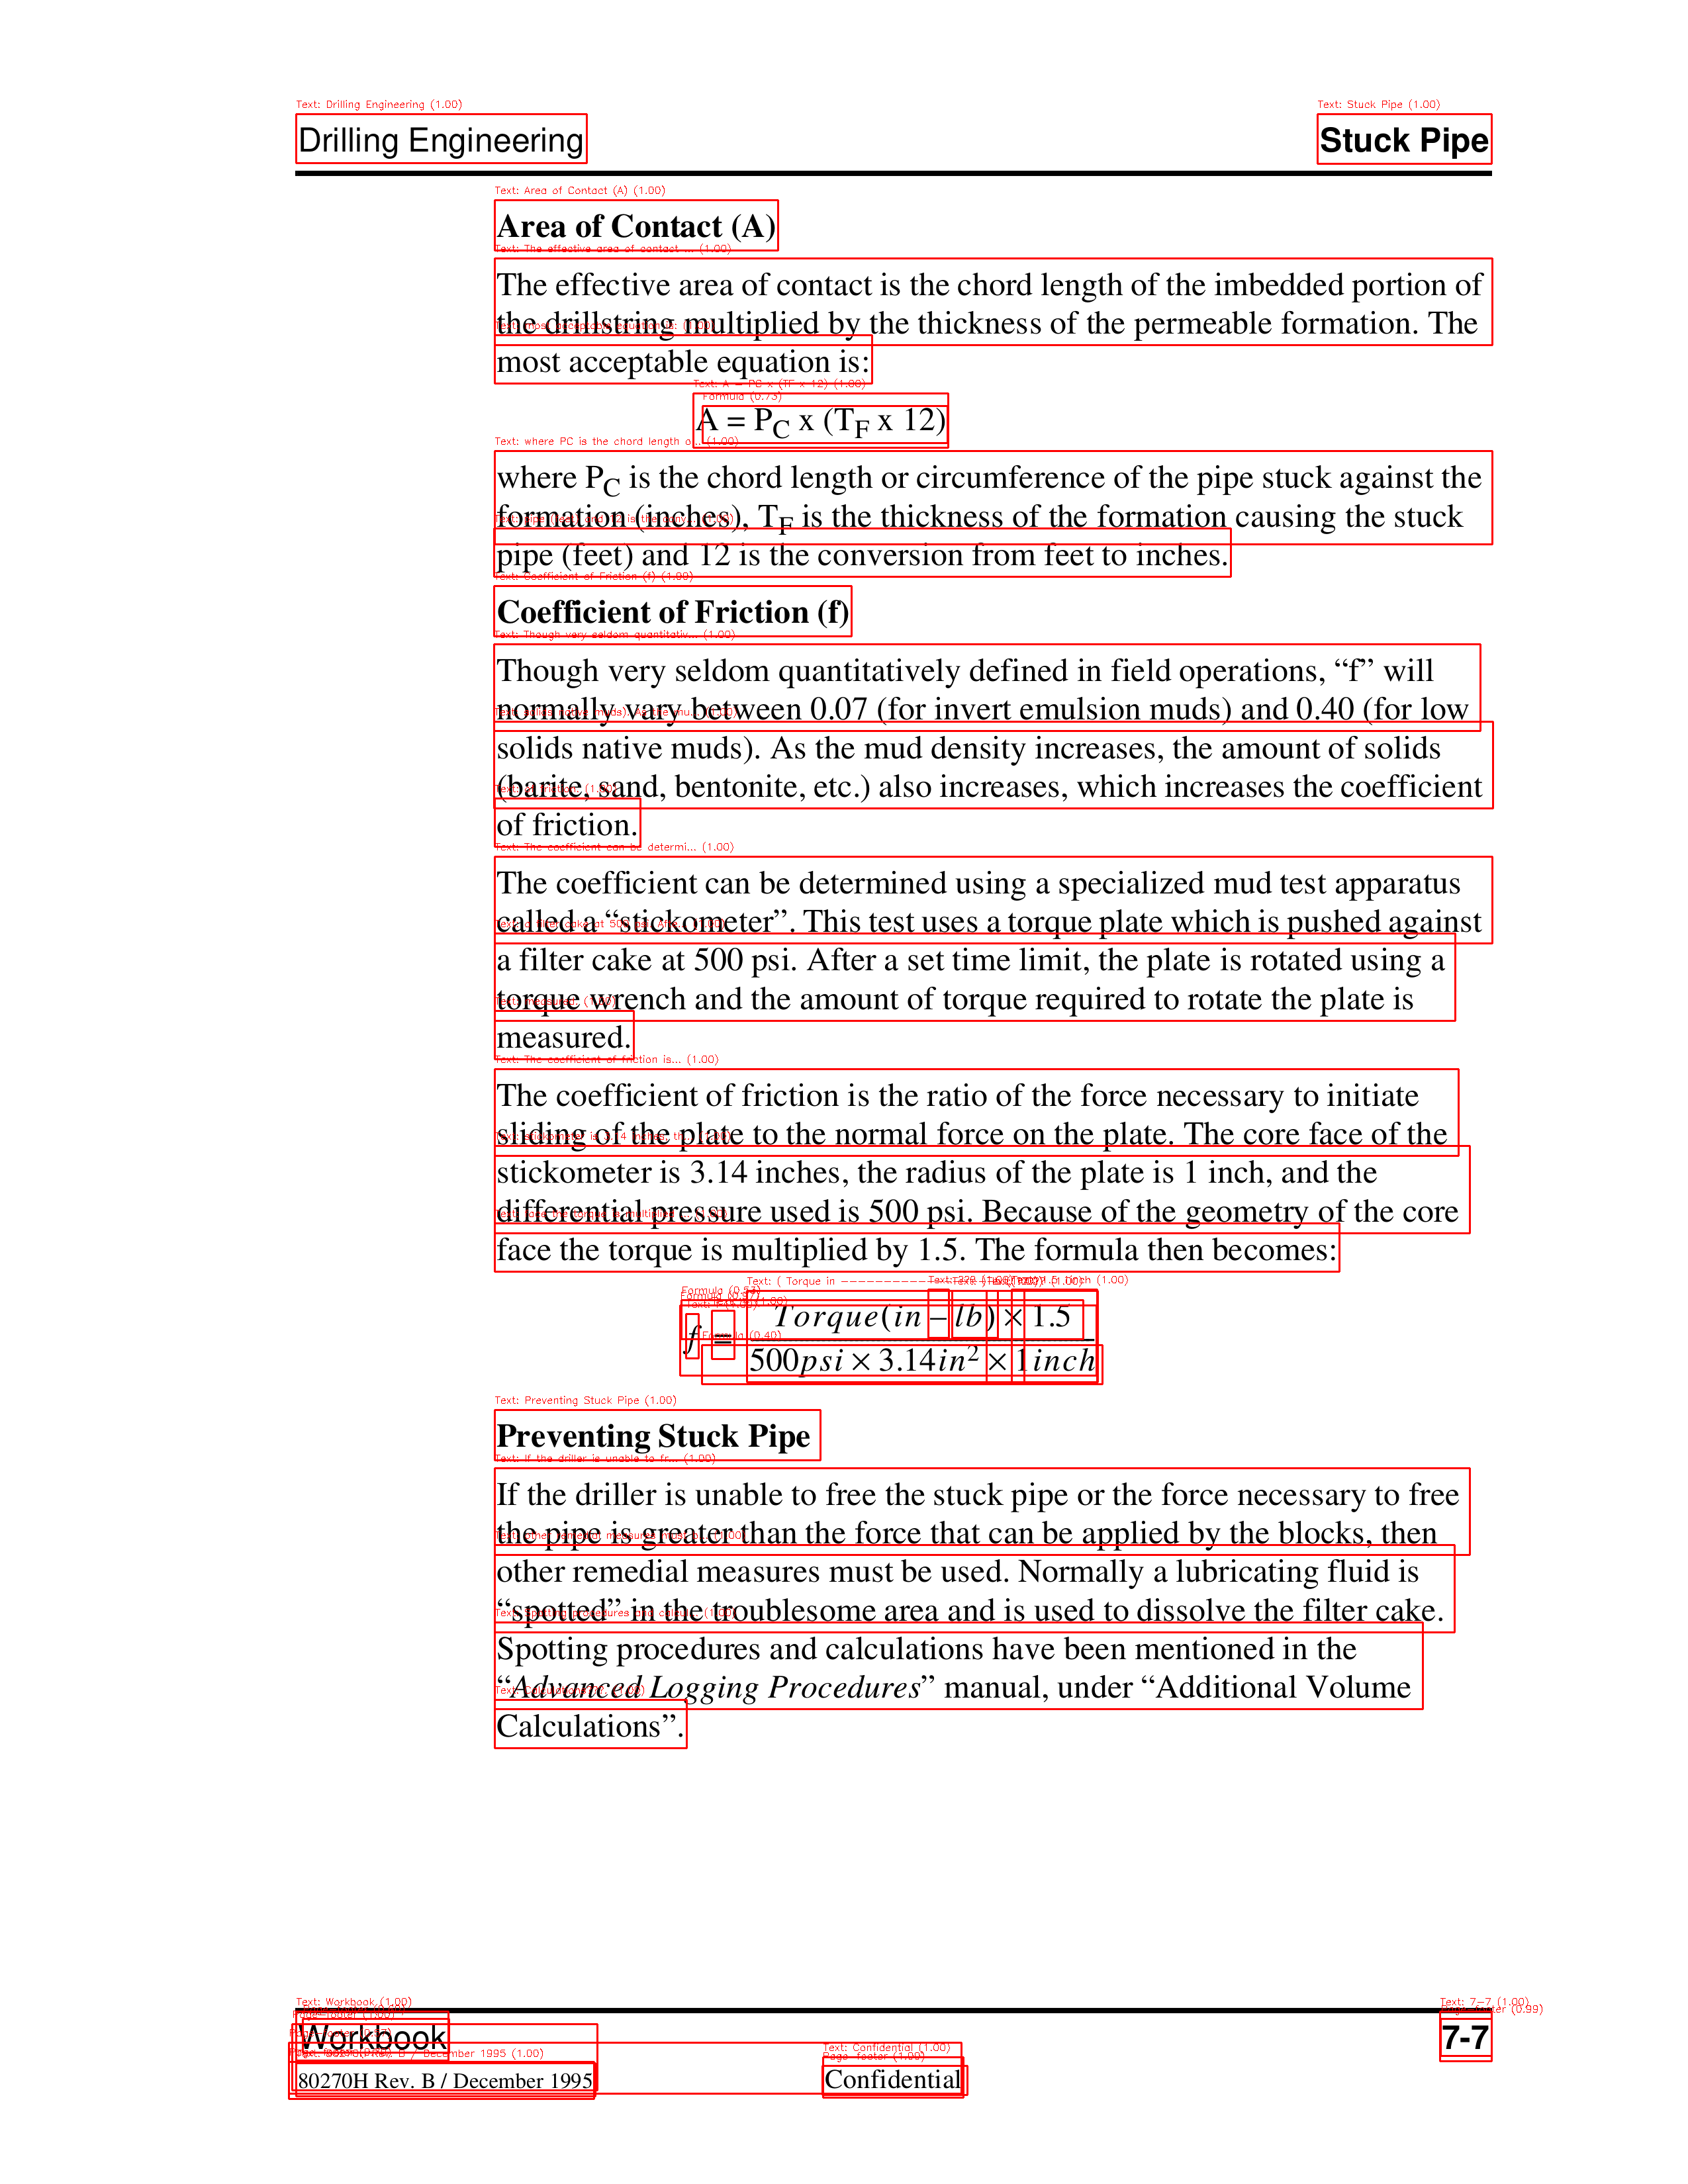 Drilling Engineering Stuck Pipe
Area of Contact (A)
The effective area of contact is the chord length of the imbedded portion of
the drillstring multiplied by the thickness of the permeable formation. The
most acceptable equation is:
A = PC x (TF x 12)
where PC is the chord length or circumference of the pipe stuck against the
formation (inches), TF is the thickness of the formation causing the stuck
pipe (feet) and 12 is the conversion from feet to inches.
Coefficient of Friction (f)
Though very seldom quantitatively defined in field operations, “f” will
normally vary between 0.07 (for invert emulsion muds) and 0.40 (for low
solids native muds). As the mud density increases, the amount of solids
(barite, sand, bentonite, etc.) also increases, which increases the coefficient
of friction.
The coefficient can be determined using a specialized mud test apparatus
called a “stickometer”. This test uses a torque plate which is pushed against
a filter cake at 500 psi. After a set time limit, the plate is rotated using a
torque wrench and the amount of torque required to rotate the plate is
measured.
The coefficient of friction is the ratio of the force necessary to initiate
sliding of the plate to the normal force on the plate. The core face of the
stickometer is 3.14 inches, the radius of the plate is 1 inch, and the
differential pressure used is 500 psi. Because of the geometry of the core
face the torque is multiplied by 1.5. The formula then becomes:
f = Torque(in – lb) × 1.5
500psi × 3.14in² × 1inch
Preventing Stuck Pipe
If the driller is unable to free the stuck pipe or the force necessary to free
the pipe is greater than the force that can be applied by the blocks, then
other remedial measures must be used. Normally a lubricating fluid is
“spotted” in the troublesome area and is used to dissolve the filter cake.
Spotting procedures and calculations have been mentioned in the
“Advanced Logging Procedures” manual, under “Additional Volume
Calculations”.
Workbook 7-7
80270H Rev. B / December 1995 Confidential